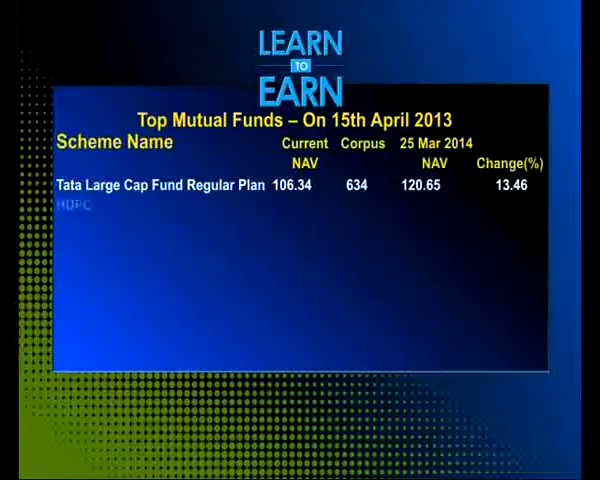 LEARN
TO
EARN
Top Mutual Funds – On 15th April 2013
Scheme Name Current Corpus 25 Mar 2014
NAV NAV Change(%)
Tata Large Cap Fund Regular Plan 106.34 634 120.65 13.46
HDFC